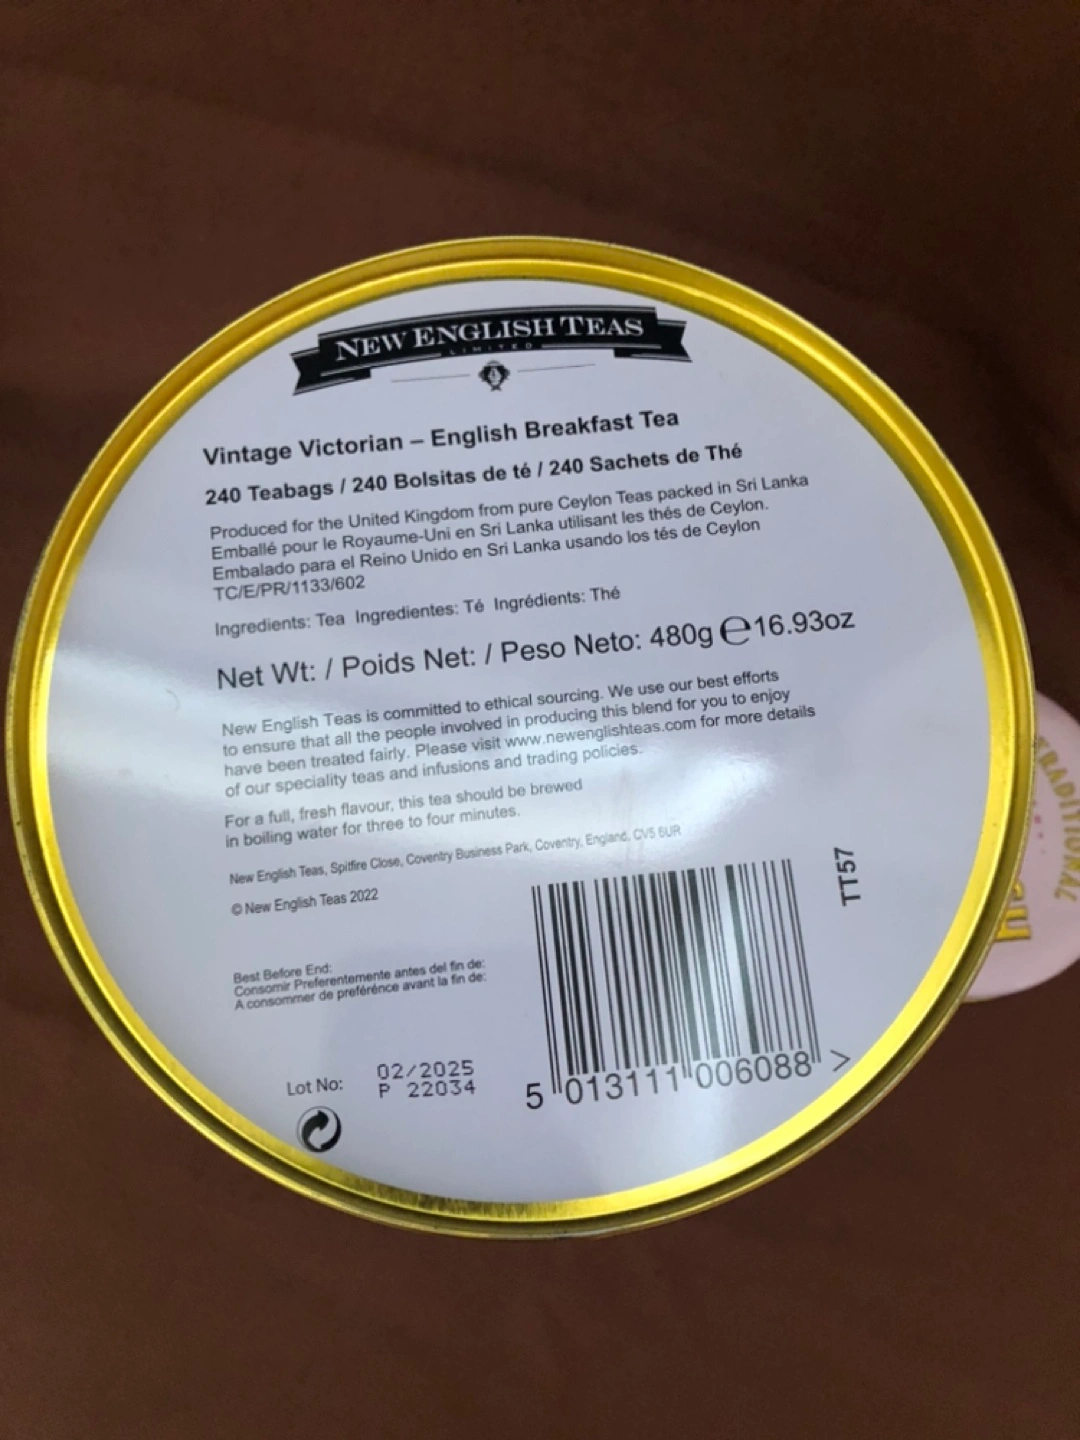 NEW ENGLISH TEAS
LIMITED
Vintage Victorian – English Breakfast Tea
240 Teabags / 240 Bolsitas de té / 240 Sachets de Thé
Produced for the United Kingdom from pure Ceylon Teas packed in Sri Lanka
Emballé pour le Royaume-Uni en Sri Lanka utilisant les thés de Ceylon.
Embalado para el Reino Unido en Sri Lanka usando los tés de Ceylon
TC/E/PR/1133/602
Ingredients: Tea Ingredientes: Té Ingrédients: Thé
Net Wt: / Poids Net: / Peso Neto: 480g ℮ 16.93oz
New English Teas is committed to ethical sourcing. We use our best efforts
to ensure that all the people involved in producing this blend for you to enjoy
have been treated fairly. Please visit www.newenglishteas.com for more details
of our speciality teas and infusions and trading policies.
For a full, fresh flavour, this tea should be brewed
in boiling water for three to four minutes.
New English Teas, Spitfire Close, Coventry Business Park, Coventry, England, CV5 6UR
© New English Teas 2022
TT57
Best Before End:
Consomir Preferentemente antes del fin de:
A consommer de preférénce avant la fin de:
02/2025
Lot No: P 22034
5 013111 006088 >
TRADITIONAL